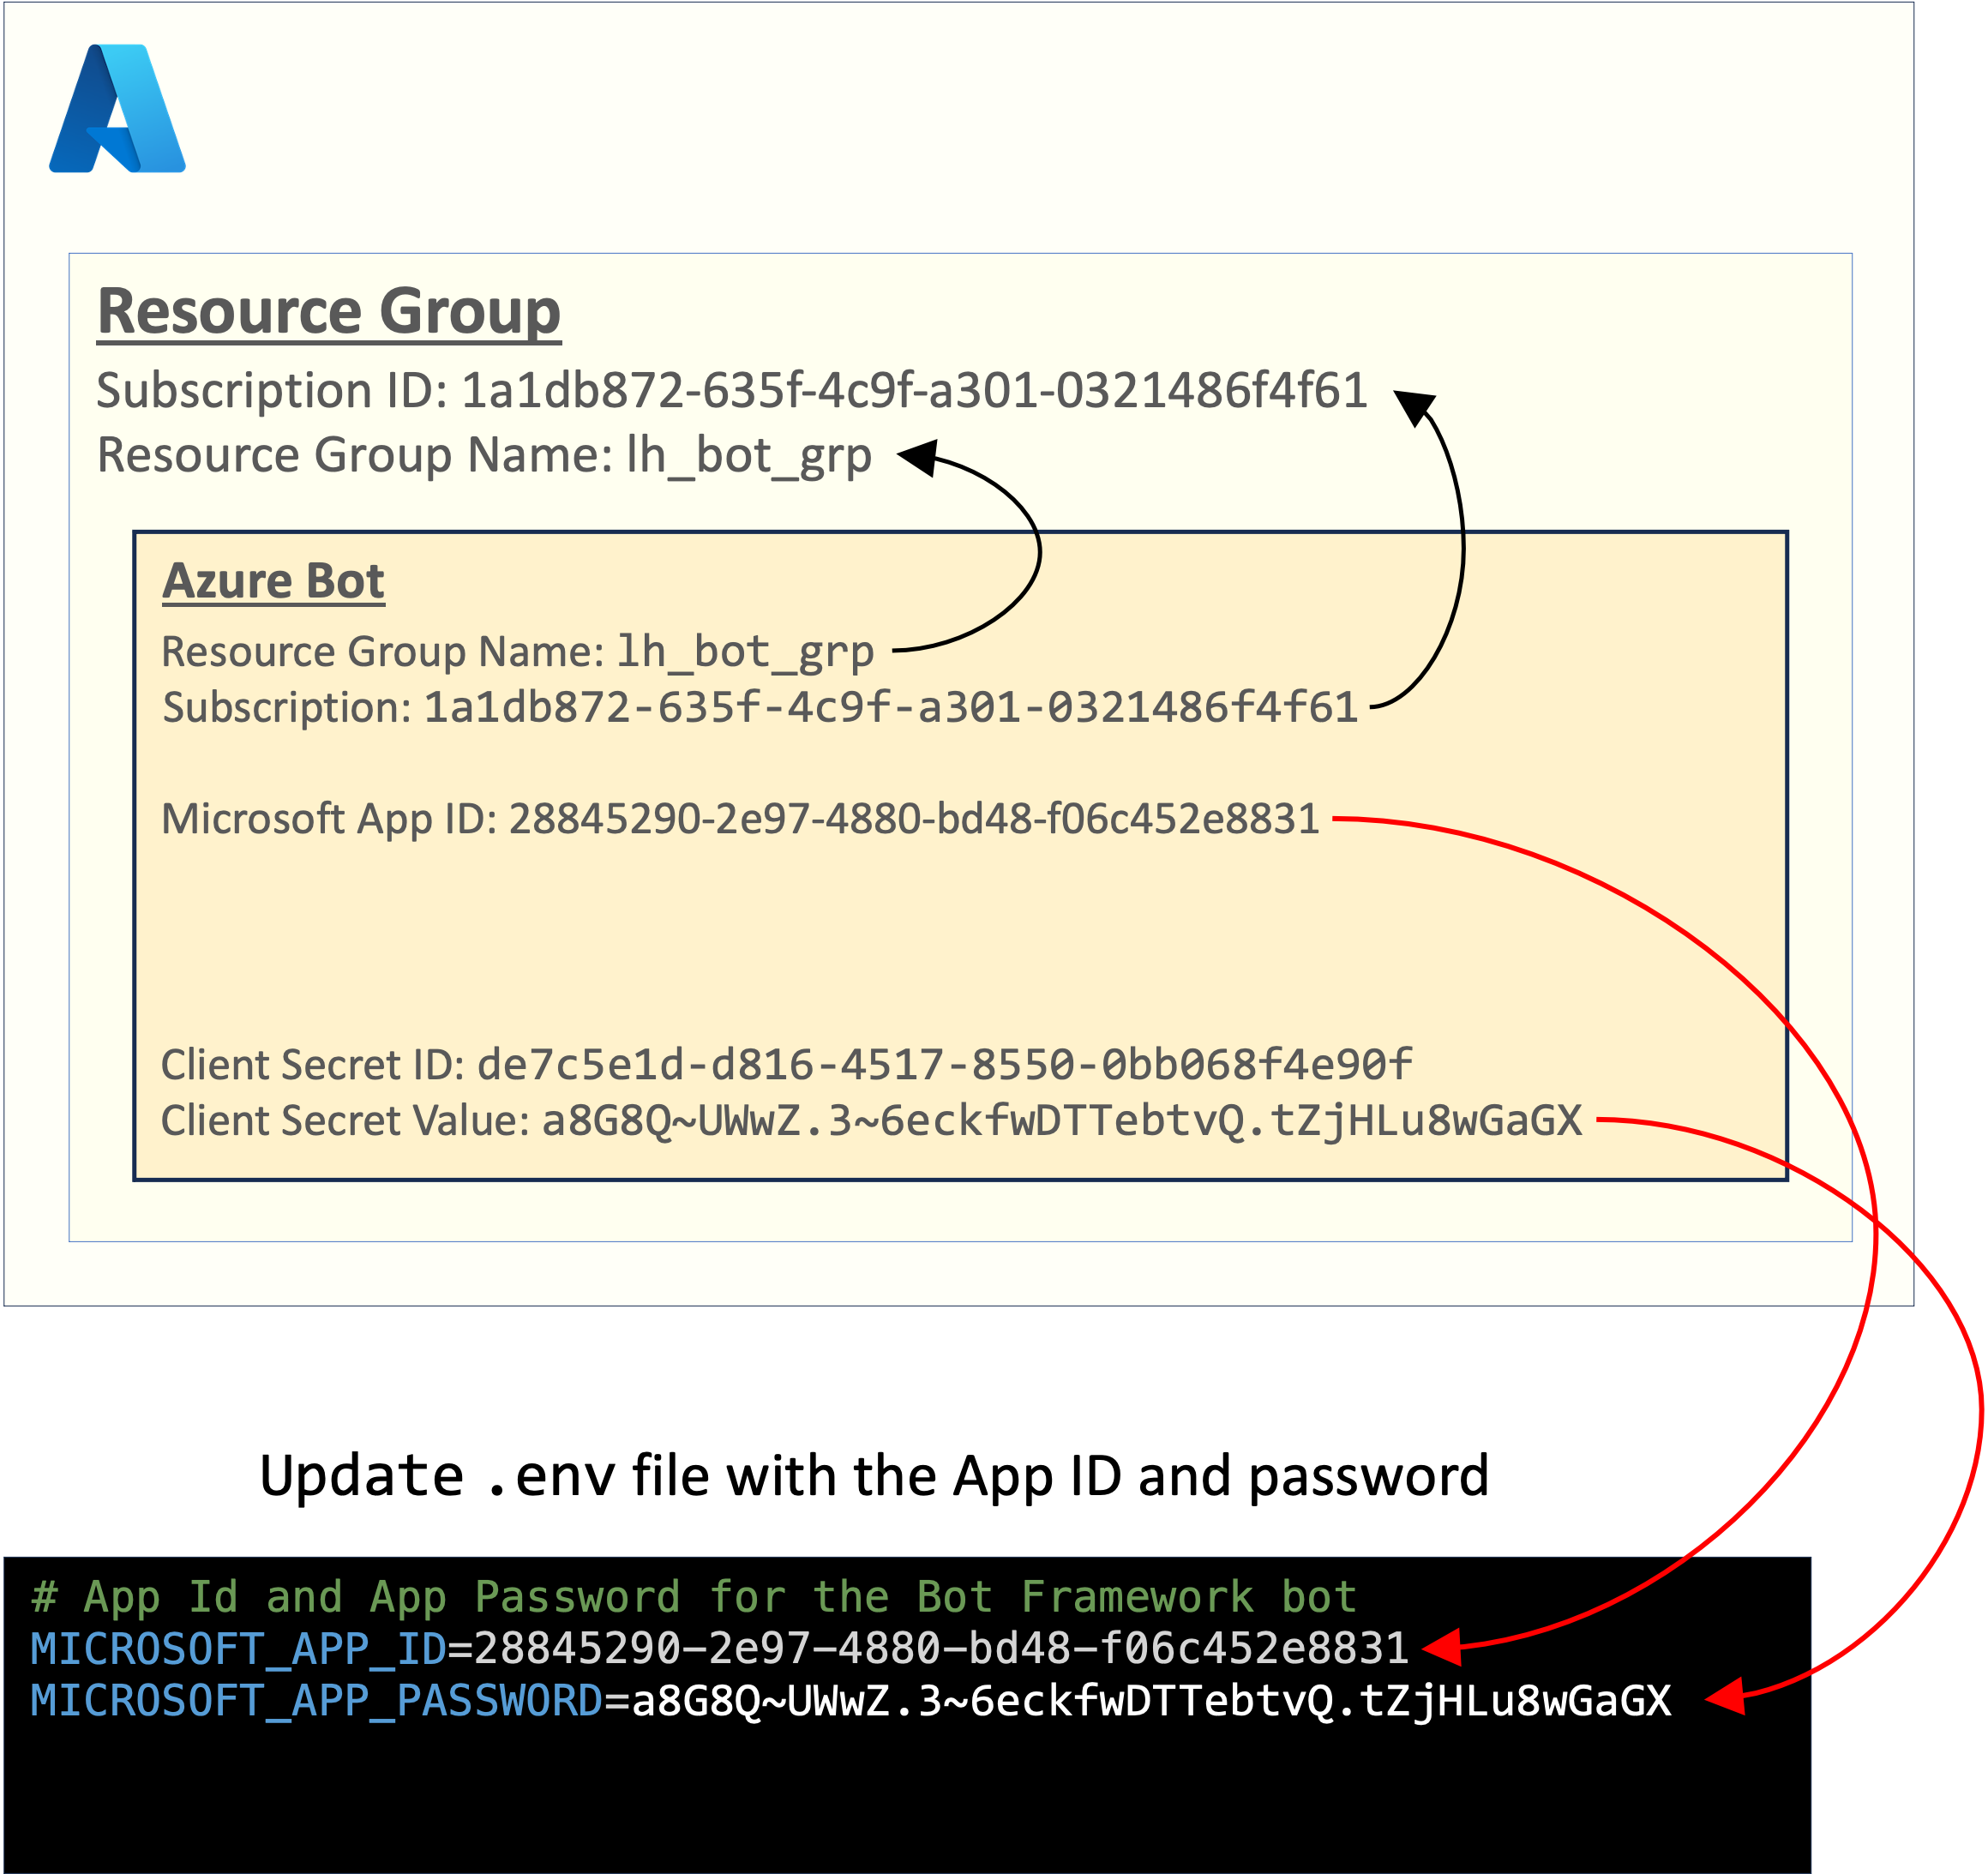 Resource Group
Subscription ID: 1a1db872-635f-4c9f-a301-0321486f4f61
Resource Group Name: lh_bot_grp
Azure Bot
Resource Group Name: lh_bot_grp
Subscription: 1a1db872-635f-4c9f-a301-0321486f4f61
Microsoft App ID: 28845290-2e97-4880-bd48-f06c452e8831
Client Secret ID: de7c5e1d-d816-4517-8550-0bb068f4e90f
Client Secret Value: a8G8Q~UWwZ.3~6eckfwDTTebtvQ.tZjHLu8wGaGX
Update .env file with the App ID and password
# App Id and App Password for the Bot Framework bot
MICROSOFT_APP_ID=28845290-2e97-4880-bd48-f06c452e8831
MICROSOFT_APP_PASSWORD=a8G8Q~UWwZ.3~6eckfwDTTebtvQ.tZjHLu8wGaGX